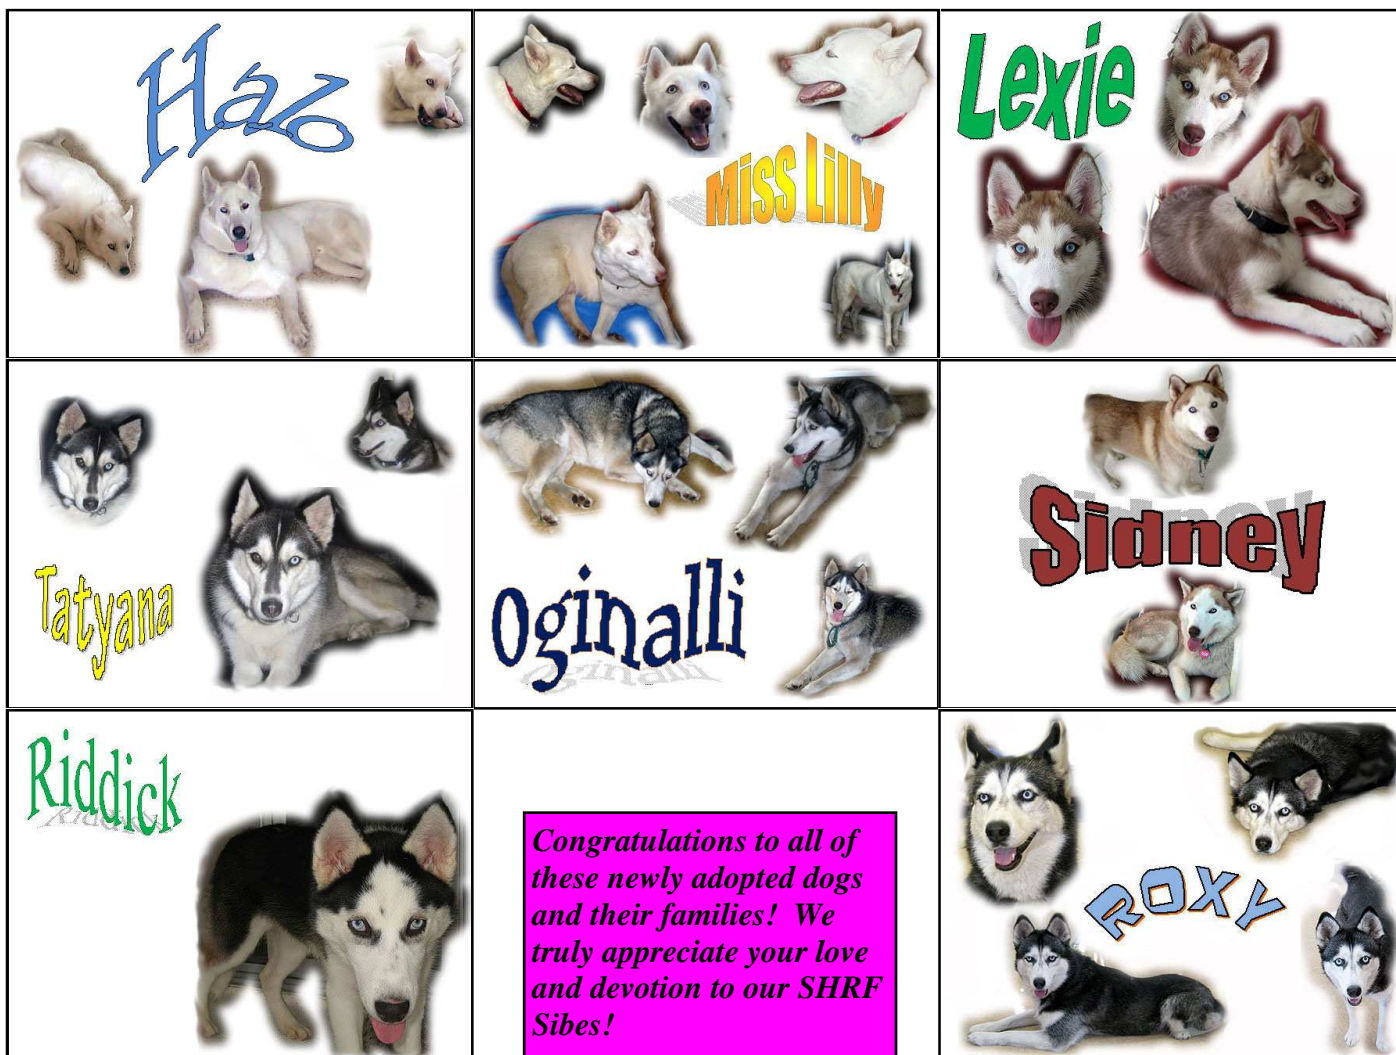 Hazo
Miss Lilly
Lexie
Tatyana
Oginalli
Sidney
Riddick
Congratulations to all of
these newly adopted dogs
and their families!  We
truly appreciate your love
and devotion to our SHRF
Sibes!
ROXY